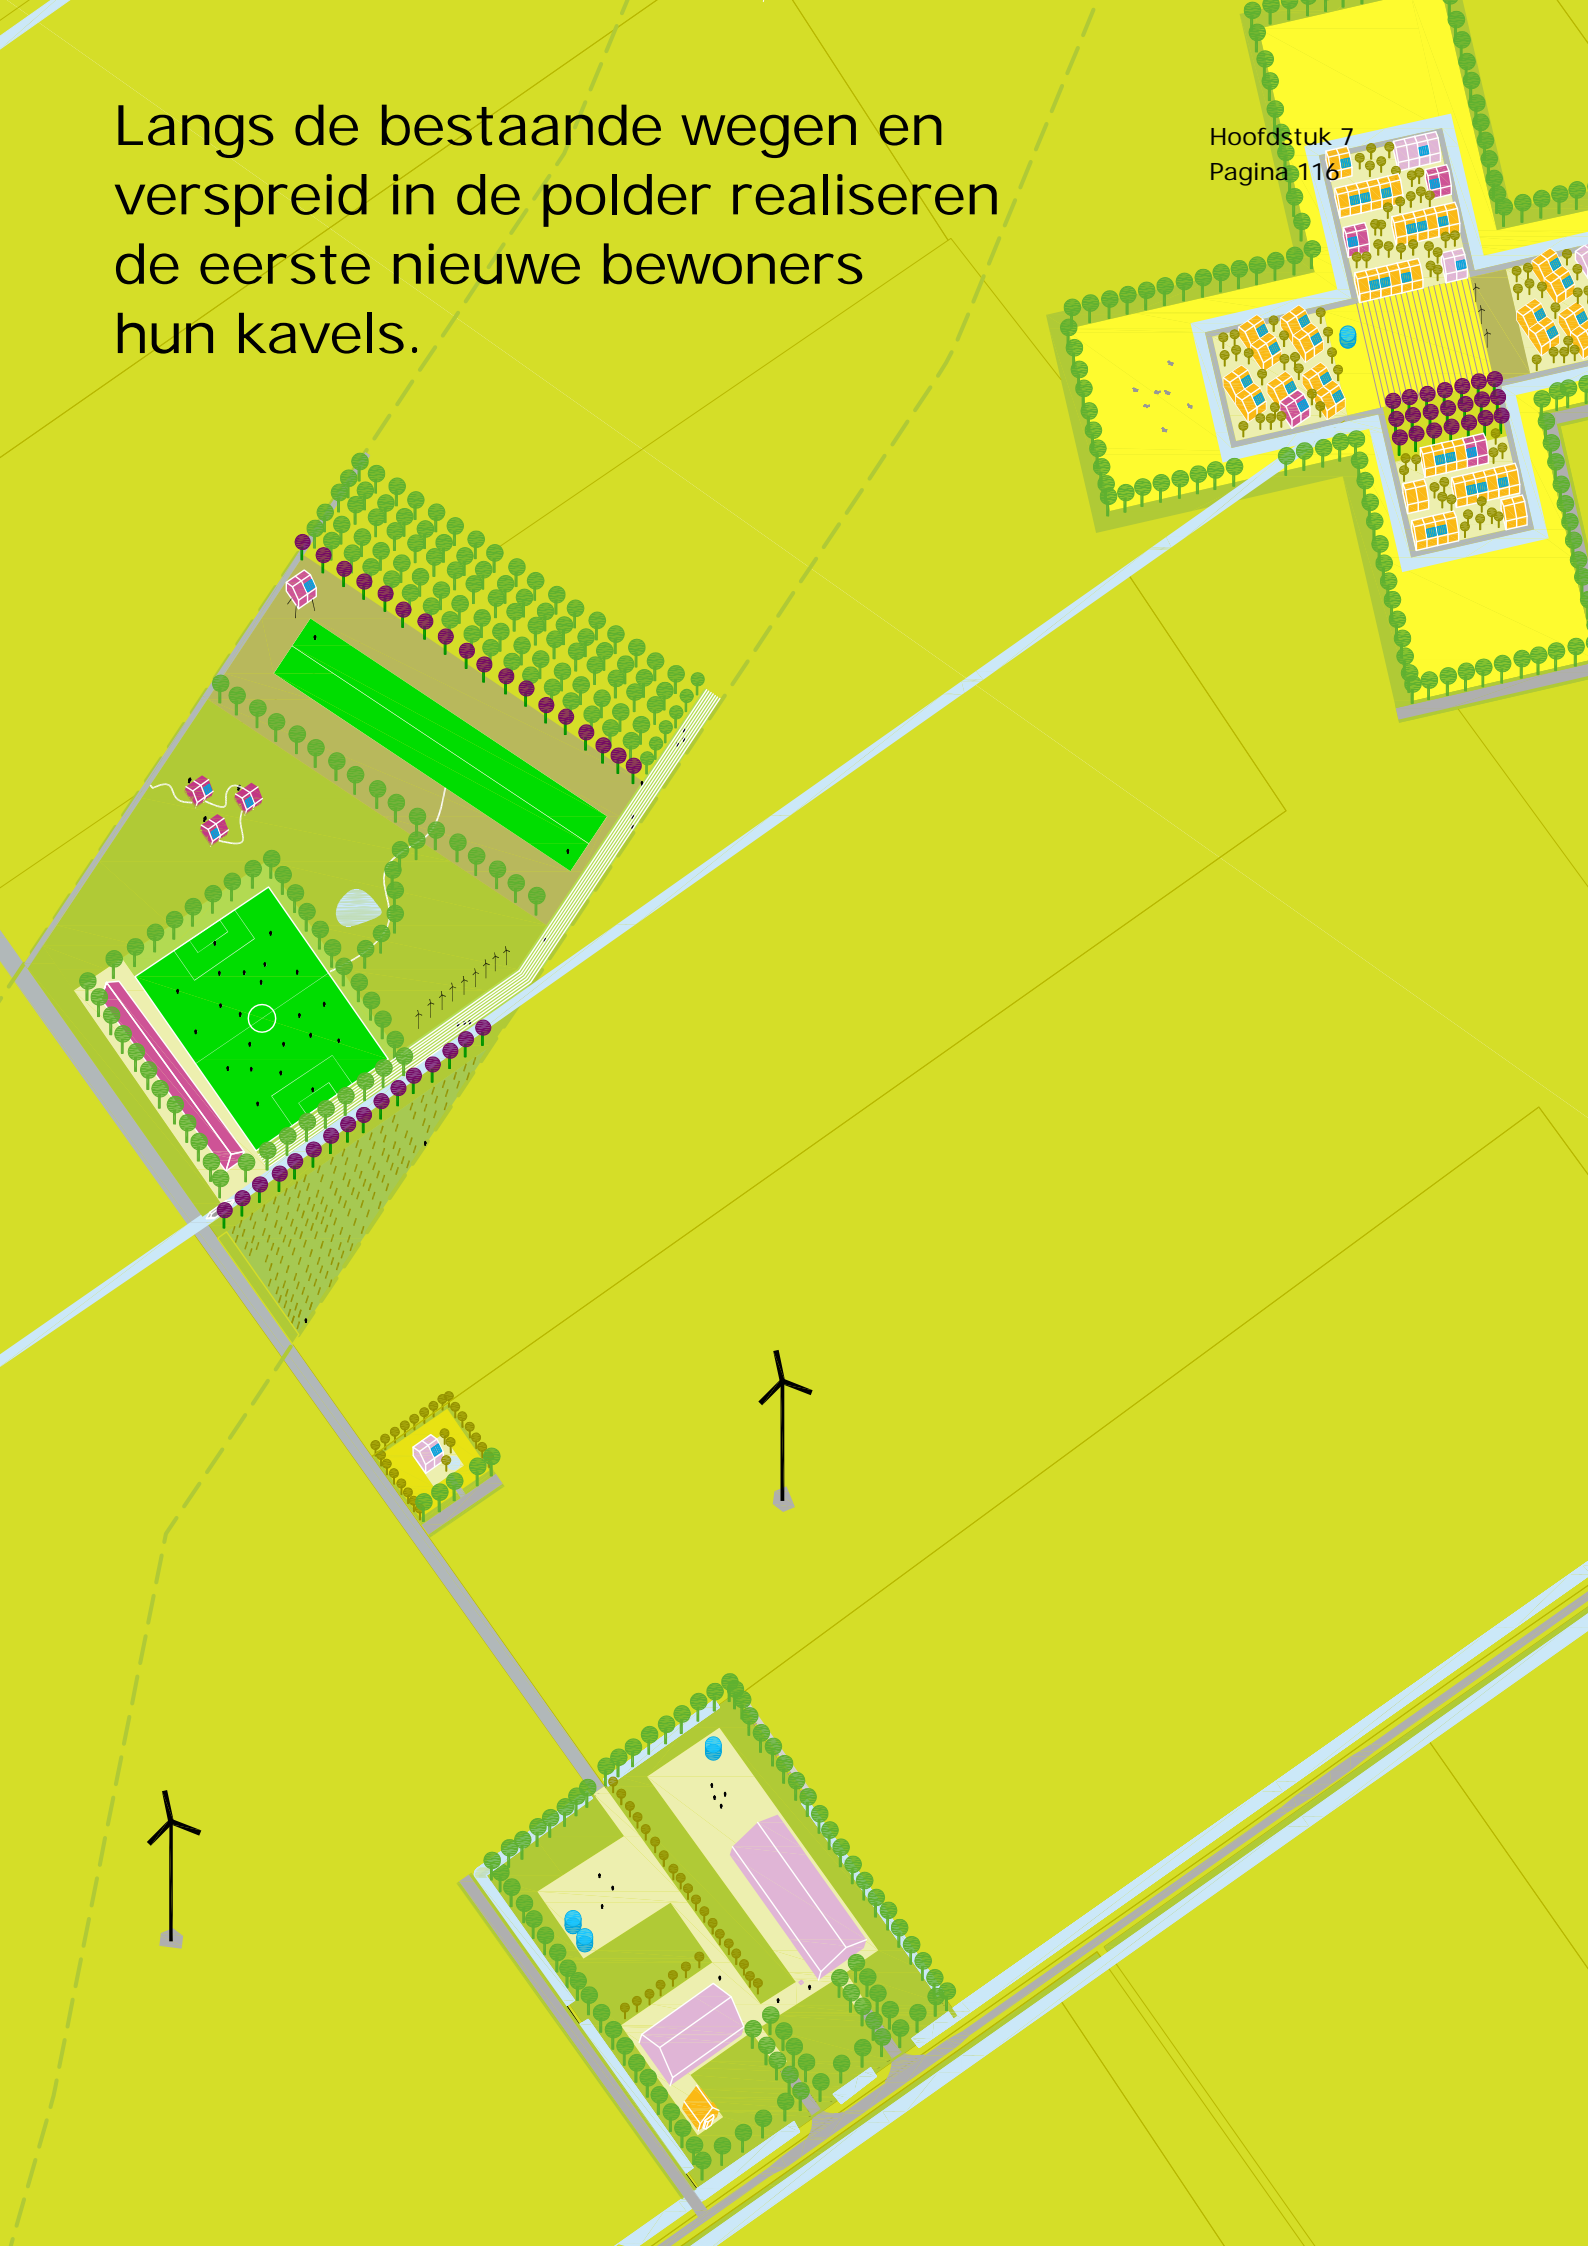 Langs de bestaande wegen en
verspreid in de polder realiseren
de eerste nieuwe bewoners
hun kavels.
Hoofdstuk 7
Pagina 116